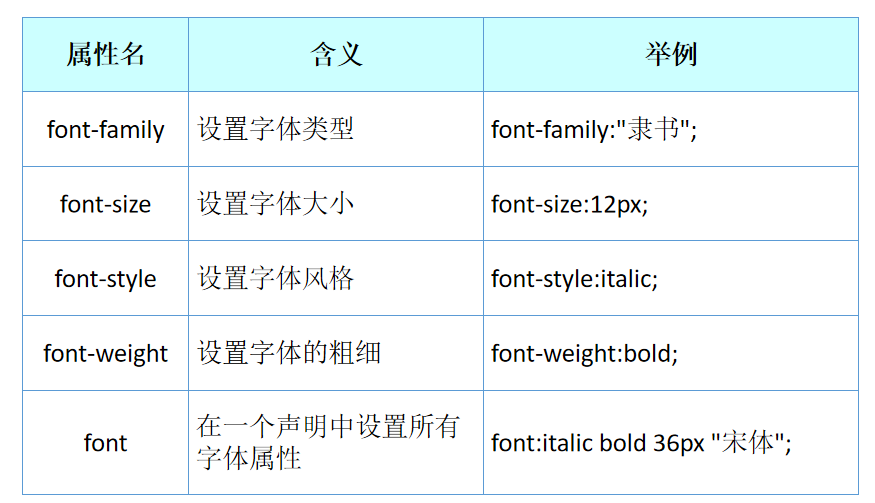 属性名 含义 举例
font-family 设置字体类型 font-family:"隶书";
font-size 设置字体大小 font-size:12px;
font-style 设置字体风格 font-style:italic;
font-weight 设置字体的粗细 font-weight:bold;
font 在一个声明中设置所有
字体属性 font:italic bold 36px "宋体";